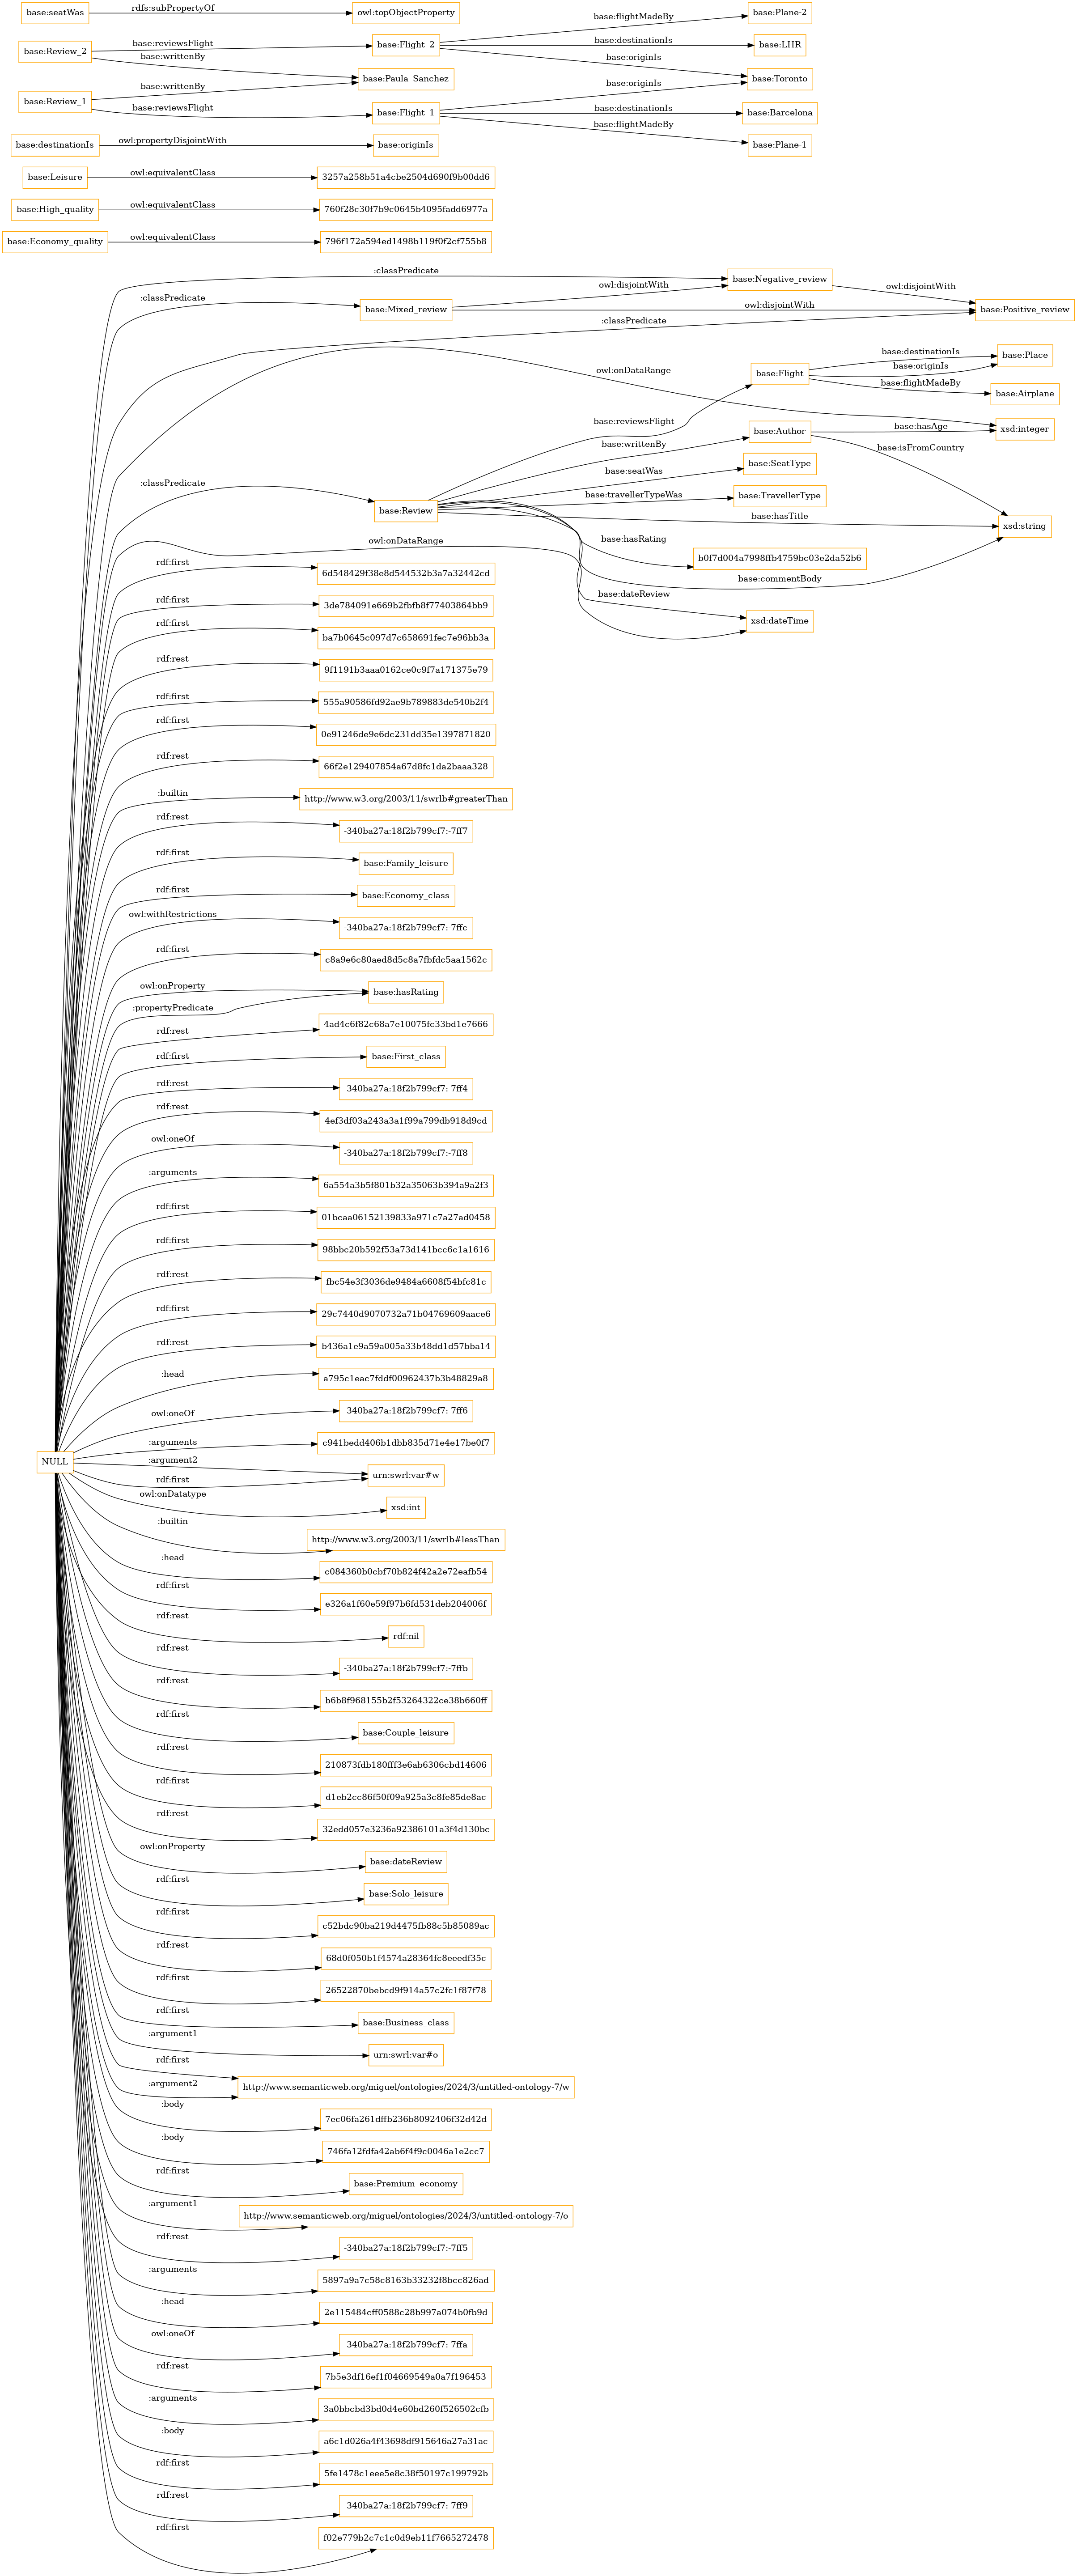 base:seatWas
rdfs:subPropertyOf
owl:topObjectProperty
base:Review_2
base:reviewsFlight
base:writtenBy
base:Flight_2
base:flightMadeBy
base:Plane-2
base:destinationIs
base:LHR
base:originIs
base:Toronto
base:Paula_Sanchez
base:Review_1
base:writtenBy
base:reviewsFlight
base:Flight_1
base:originIs
base:destinationIs
base:Barcelona
base:flightMadeBy
base:Plane-1
base:destinationIs
owl:propertyDisjointWith
base:originIs
base:Leisure
owl:equivalentClass
3257a258b51a4cbe2504d690f9b00dd6
base:High_quality
owl:equivalentClass
760f28c30f7b9c0645b4095fadd6977a
base:Economy_quality
owl:equivalentClass
796f172a594ed1498b119f0f2cf755b8
:classPredicate
base:Negative_review
owl:disjointWith
:classPredicate
base:Mixed_review
owl:disjointWith
owl:disjointWith
base:Positive_review
:classPredicate
owl:onDataRange
base:Flight
base:destinationIs
base:Place
base:originIs
base:flightMadeBy
base:Airplane
xsd:integer
base:reviewsFlight
base:Author
base:hasAge
base:isFromCountry
base:writtenBy
:classPredicate
base:Review
base:seatWas
base:SeatType
base:travellerTypeWas
base:TravellerType
base:hasTitle
xsd:string
base:hasRating
b0f7d004a7998ffb4759bc03e2da52b6
base:commentBody
base:dateReview
xsd:dateTime
owl:onDataRange
rdf:first
6d548429f38e8d544532b3a7a32442cd
rdf:first
3de784091e669b2fbfb8f77403864bb9
rdf:first
ba7b0645c097d7c658691fec7e96bb3a
rdf:rest
9f1191b3aaa0162ce0c9f7a171375e79
rdf:first
555a90586fd92ae9b789883de540b2f4
rdf:first
0e91246de9e6dc231dd35e1397871820
rdf:rest
66f2e129407854a67d8fc1da2baaa328
:builtin
http://www.w3.org/2003/11/swrlb#greaterThan
rdf:rest
-340ba27a:18f2b799cf7:-7ff7
rdf:first
base:Family_leisure
rdf:first
base:Economy_class
owl:withRestrictions
-340ba27a:18f2b799cf7:-7ffc
rdf:first
c8a9e6c80aed8d5c8a7fbfdc5aa1562c
owl:onProperty
base:hasRating
:propertyPredicate
rdf:rest
4ad4c6f82c68a7e10075fc33bd1e7666
rdf:first
base:First_class
rdf:rest
-340ba27a:18f2b799cf7:-7ff4
rdf:rest
4ef3df03a243a3a1f99a799db918d9cd
owl:oneOf
-340ba27a:18f2b799cf7:-7ff8
:arguments
6a554a3b5f801b32a35063b394a9a2f3
rdf:first
01bcaa06152139833a971c7a27ad0458
rdf:first
98bbc20b592f53a73d141bcc6c1a1616
rdf:rest
fbc54e3f3036de9484a6608f54bfc81c
rdf:first
29c7440d9070732a71b04769609aace6
rdf:rest
b436a1e9a59a005a33b48dd1d57bba14
:head
a795c1eac7fddf00962437b3b48829a8
owl:oneOf
-340ba27a:18f2b799cf7:-7ff6
:arguments
c941bedd406b1dbb835d71e4e17be0f7
NULL
:argument2
urn:swrl:var#w
rdf:first
owl:onDatatype
xsd:int
:builtin
http://www.w3.org/2003/11/swrlb#lessThan
:head
c084360b0cbf70b824f42a2e72eafb54
rdf:first
e326a1f60e59f97b6fd531deb204006f
rdf:rest
rdf:nil
rdf:rest
-340ba27a:18f2b799cf7:-7ffb
rdf:rest
b6b8f968155b2f53264322ce38b660ff
rdf:first
base:Couple_leisure
rdf:rest
210873fdb180fff3e6ab6306cbd14606
rdf:first
d1eb2cc86f50f09a925a3c8fe85de8ac
rdf:rest
32edd057e3236a92386101a3f4d130bc
owl:onProperty
base:dateReview
rdf:first
base:Solo_leisure
rdf:first
c52bdc90ba219d4475fb88c5b85089ac
rdf:rest
68d0f050b1f4574a28364fc8eeedf35c
rdf:first
26522870bebcd9f914a57c2fc1f87f78
rdf:first
base:Business_class
:argument1
urn:swrl:var#o
rdf:first
http://www.semanticweb.org/miguel/ontologies/2024/3/untitled-ontology-7/w
:argument2
:body
7ec06fa261dffb236b8092406f32d42d
:body
746fa12fdfa42ab6f4f9c0046a1e2cc7
rdf:first
base:Premium_economy
:argument1
http://www.semanticweb.org/miguel/ontologies/2024/3/untitled-ontology-7/o
rdf:rest
-340ba27a:18f2b799cf7:-7ff5
:arguments
5897a9a7c58c8163b33232f8bcc826ad
:head
2e115484cff0588c28b997a074b0fb9d
owl:oneOf
-340ba27a:18f2b799cf7:-7ffa
rdf:rest
7b5e3df16ef1f04669549a0a7f196453
:arguments
3a0bbcbd3bd0d4e60bd260f526502cfb
:body
a6c1d026a4f43698df915646a27a31ac
rdf:first
5fe1478c1eee5e8c38f50197c199792b
rdf:rest
-340ba27a:18f2b799cf7:-7ff9
rdf:first
f02e779b2c7c1c0d9eb11f7665272478